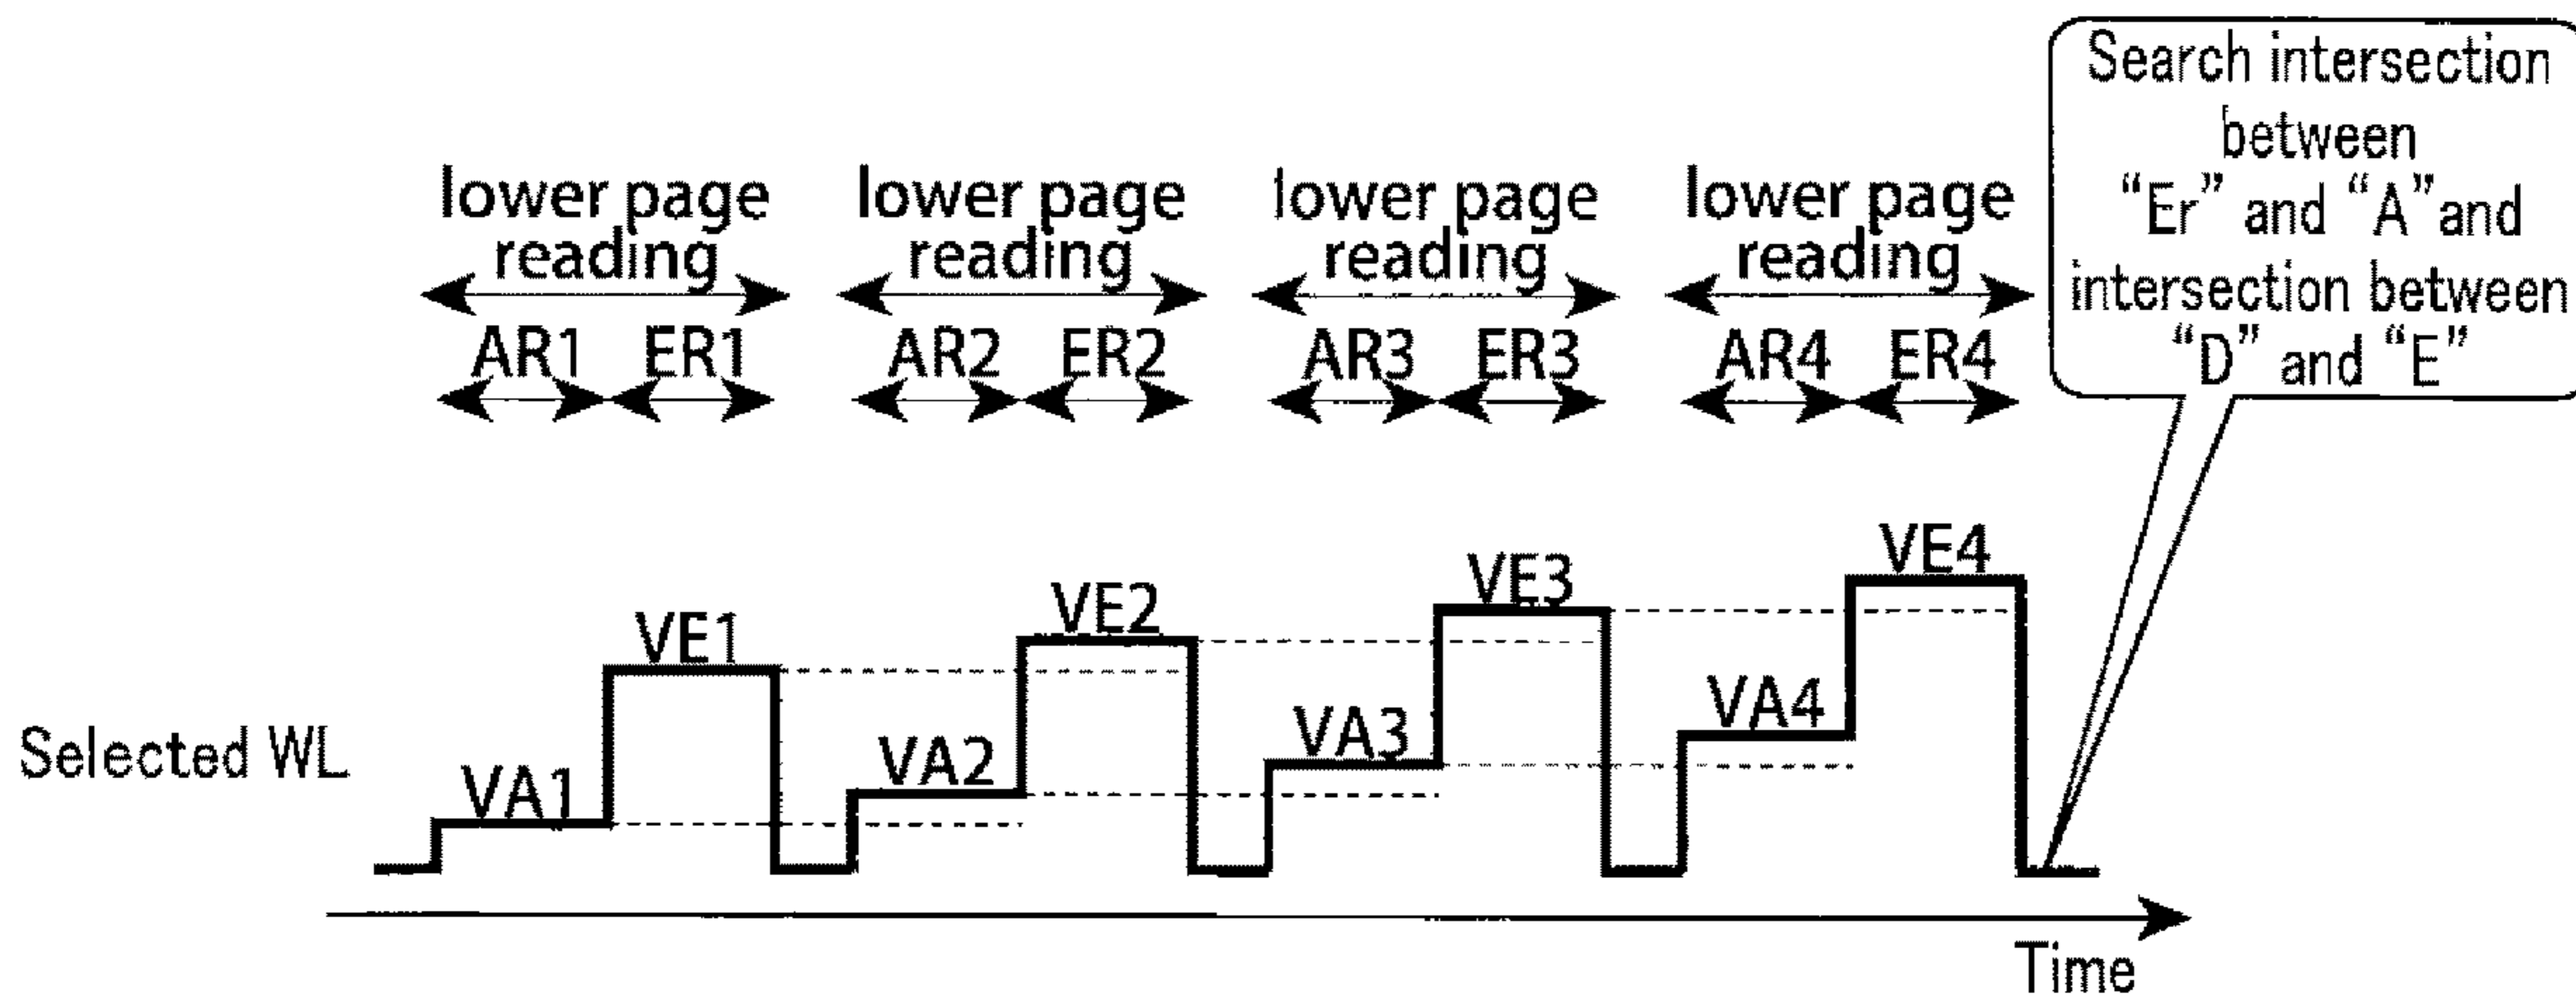 Search intersection
between
“Er” and “A”and
intersection between
“D” and “E”
lower page
reading
lower page
reading
lower page
reading
lower page
reading
AR1 ER1 AR2 ER2 AR3 ER3 AR4 ER4
VE1 VE2 VE3 VE4
Selected WL
VA1 VA2 VA3 VA4
Time